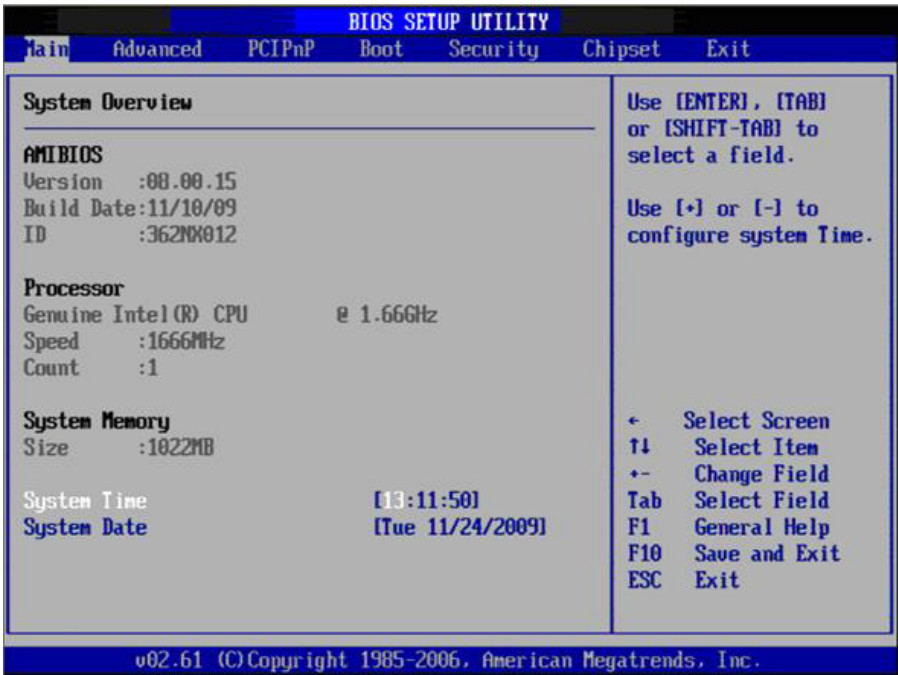 BIOS SETUP UTILITY
Main Advanced PCIPnP Boot Security Chipset Exit
System Overview
AMIBIOS
Version :08.00.15
Build Date:11/10/09
ID :362NX012
Processor
Genuine Intel(R) CPU @ 1.66GHz
Speed :1666MHz
Count :1
System Memory
Size :1022MB
System Time [13:11:50]
System Date [Tue 11/24/2009]
Use [ENTER], [TAB]
or [SHIFT-TAB] to
select a field.
Use [+] or [-] to
configure system Time.
← Select Screen
↑↓ Select Item
+- Change Field
Tab Select Field
F1 General Help
F10 Save and Exit
ESC Exit
v02.61 (C)Copyright 1985-2006, American Megatrends, Inc.